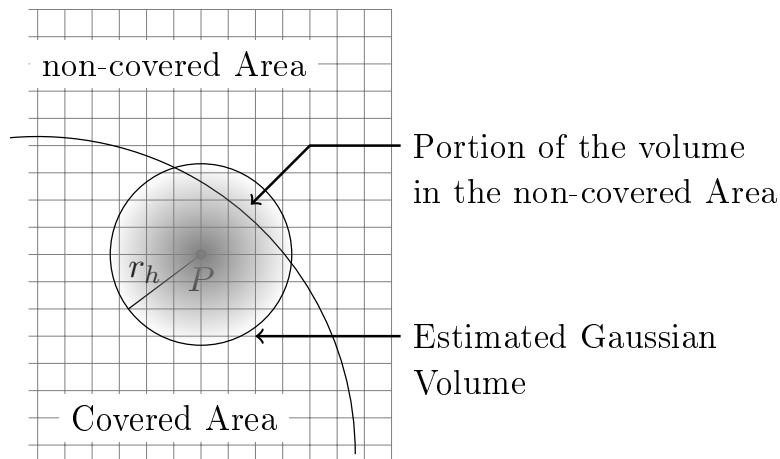 non-covered Area
Portion of the volume
in the non-covered Area
r_h
P
Estimated Gaussian
Volume
Covered Area